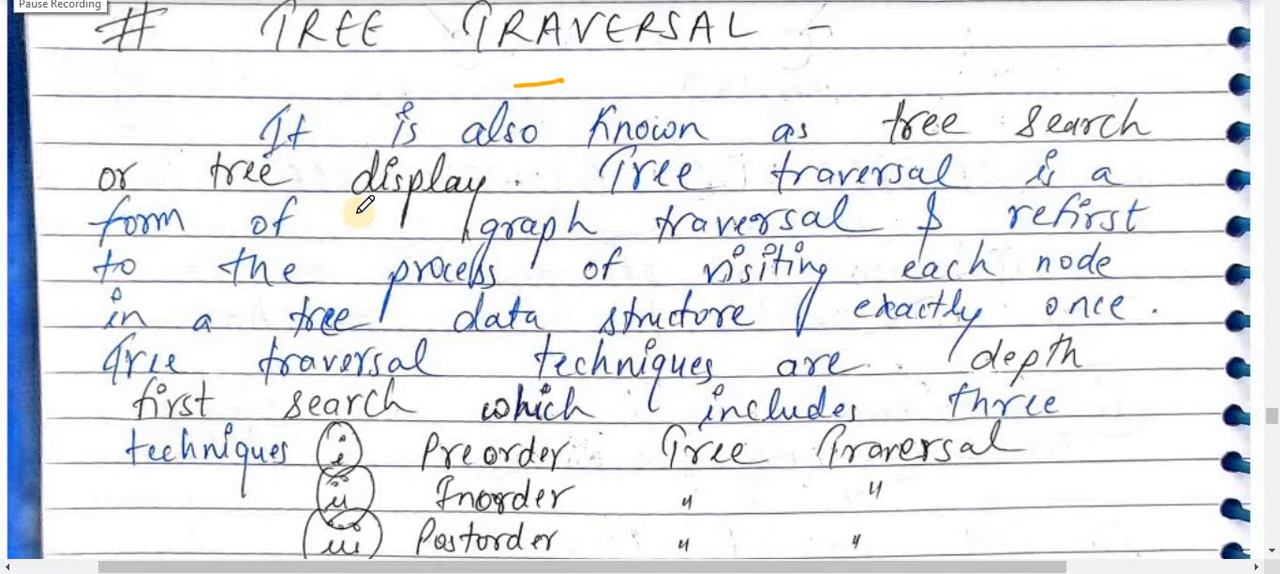 Pause Recording
# TREE TRAVERSAL -
It is also known as tree search
or tree display. Tree traversal is a
form of graph traversal & refirst
to the process of visiting each node
in a tree data structure exactly once.
Tree traversal techniques are depth
first search which includes three
techniques (i) Preorder Tree Traversal
(ii) Inorder " "
(iii) Postorder " "